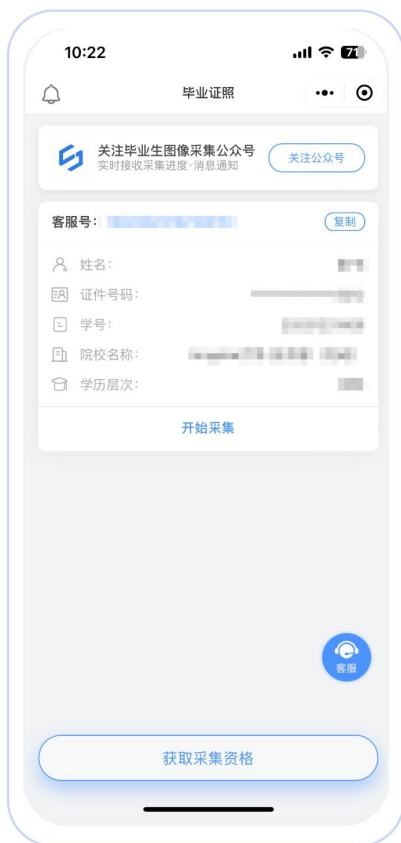 10:22
71
毕业证照
关注毕业生图像采集公众号
实时接收采集进度·消息通知
关注公众号
客服号:
复制
姓名:
证件号码:
学号:
院校名称:
学历层次:
开始采集
客服
获取采集资格